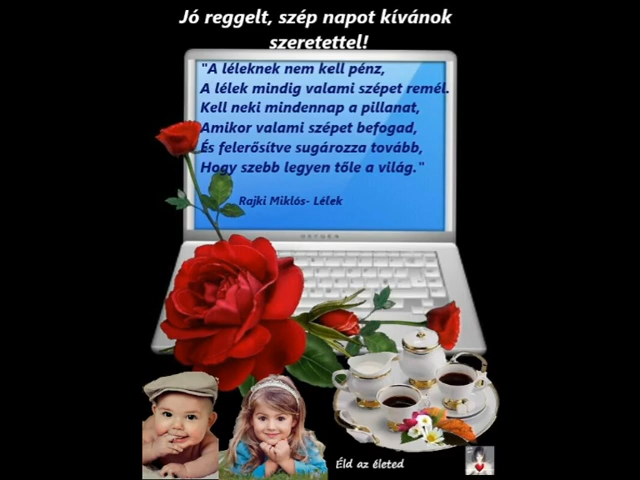 Jó reggelt, szép napot kívánok
szeretettel!
"A léleknek nem kell pénz,
A lélek mindig valami szépet remél.
Kell neki mindennap a pillanat,
Amikor valami szépet befogad,
És felerősítve sugározza tovább,
Hogy szebb legyen tőle a világ."
Rajki Miklós- Lélek
Éld az életed